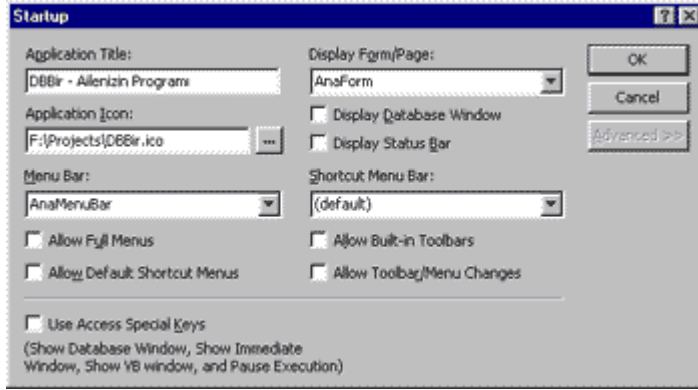 Startup
Application Title:
DBBir - Ailenizin Programı
Display Form/Page:
AnaForm
OK
Application Icon:
F:\Projects\DBBir.ico
...
Display Database Window
Display Status Bar
Cancel
Advanced >>
Menu Bar:
AnaMenuBar
Shortcut Menu Bar:
(default)
Allow Full Menus
Allow Built-in Toolbars
Allow Default Shortcut Menus
Allow Toolbar/Menu Changes
Use Access Special Keys
(Show Database Window, Show Immediate
Window, Show VB window, and Pause Execution)